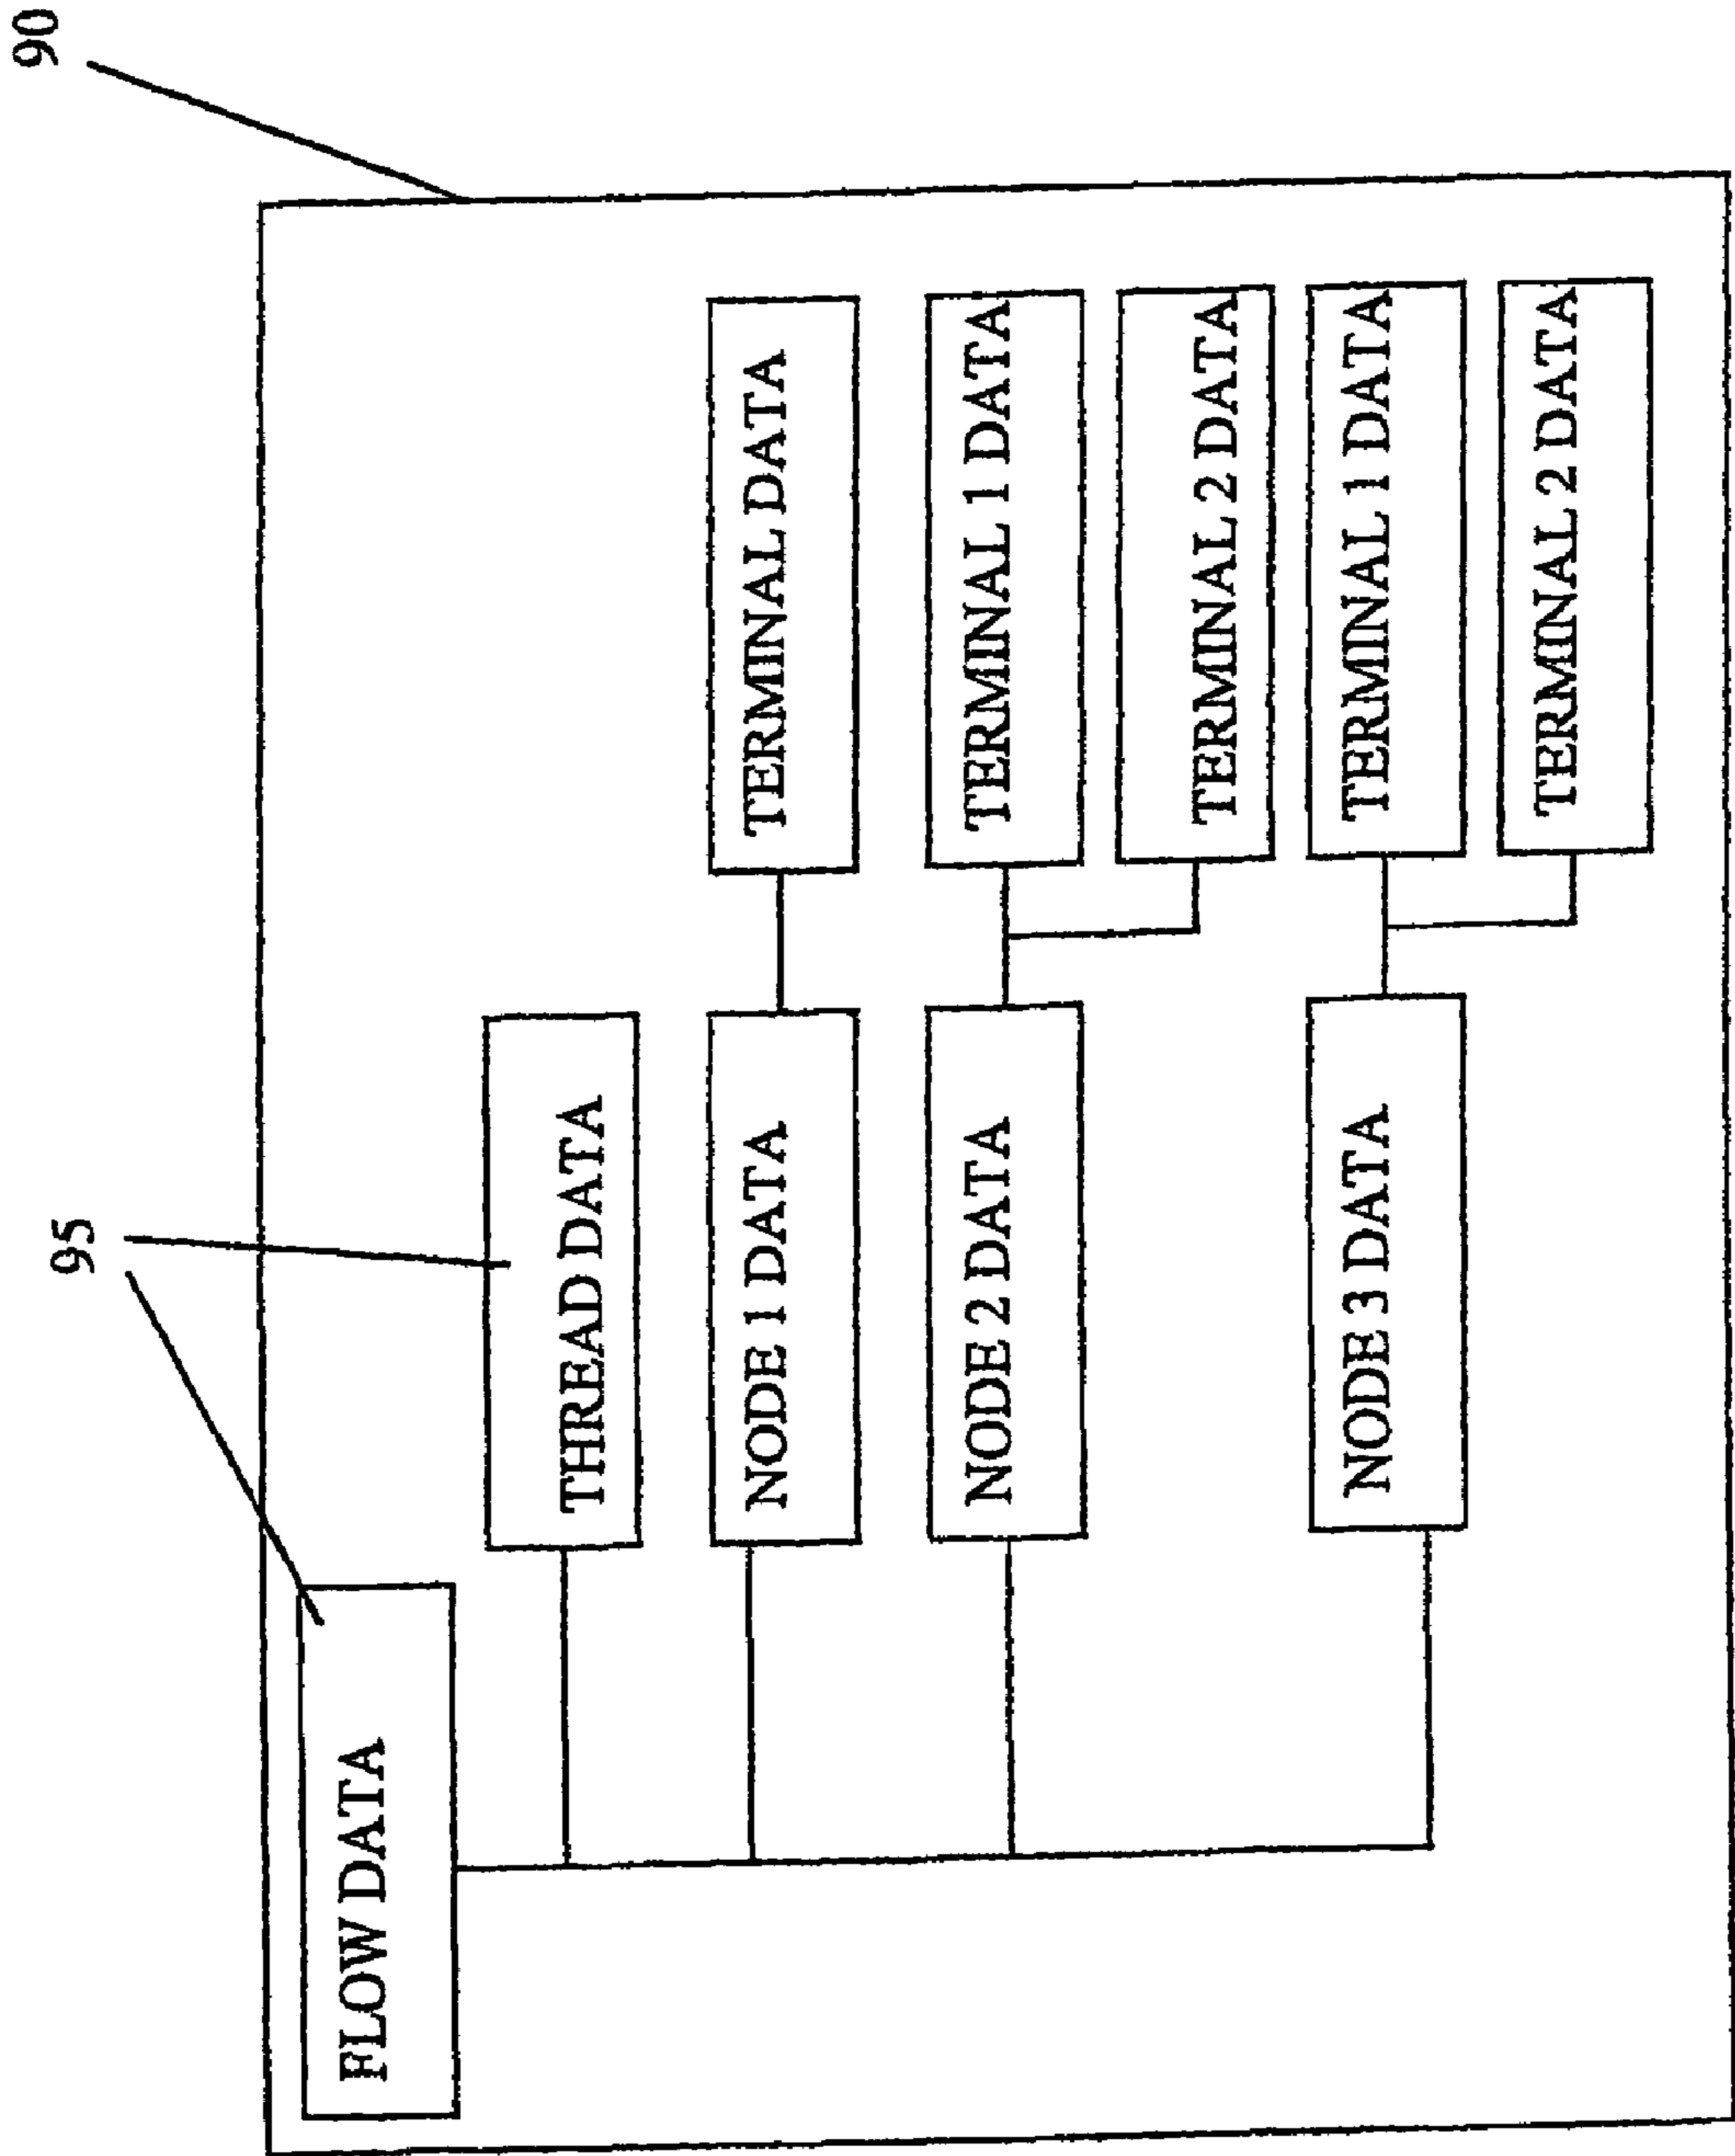 90
95
FLOW DATA
THREAD DATA
NODE 1 DATA
TERMINAL DATA
NODE 2 DATA
TERMINAL 1 DATA
TERMINAL 2 DATA
NODE 3 DATA
TERMINAL 1 DATA
TERMINAL 2 DATA